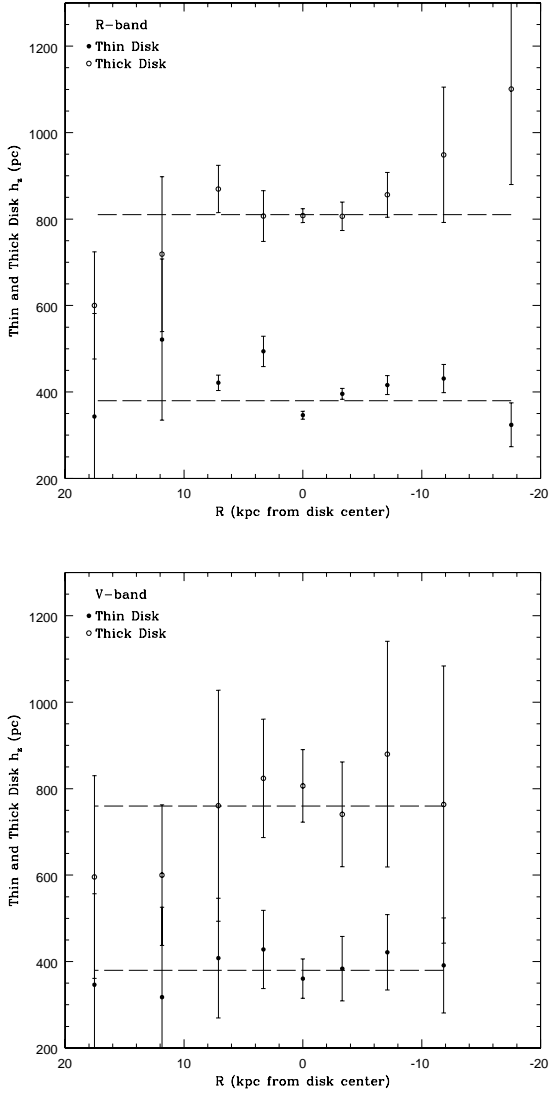 R-band
Thin Disk
Thick Disk
Thin and Thick Disk hz (pc)
1200
1000
800
600
400
200
20 10 0 -10 -20
R (kpc from disk center)
V-band
Thin Disk
Thick Disk
Thin and Thick Disk hz (pc)
1200
1000
800
600
400
200
20 10 0 -10 -20
R (kpc from disk center)